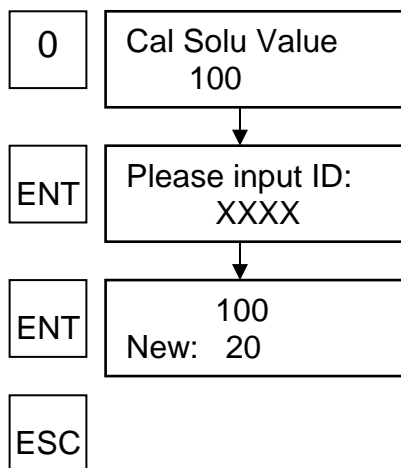 0
Cal Solu Value
100
ENT
Please input ID:
XXXX
ENT
100
New: 20
ESC